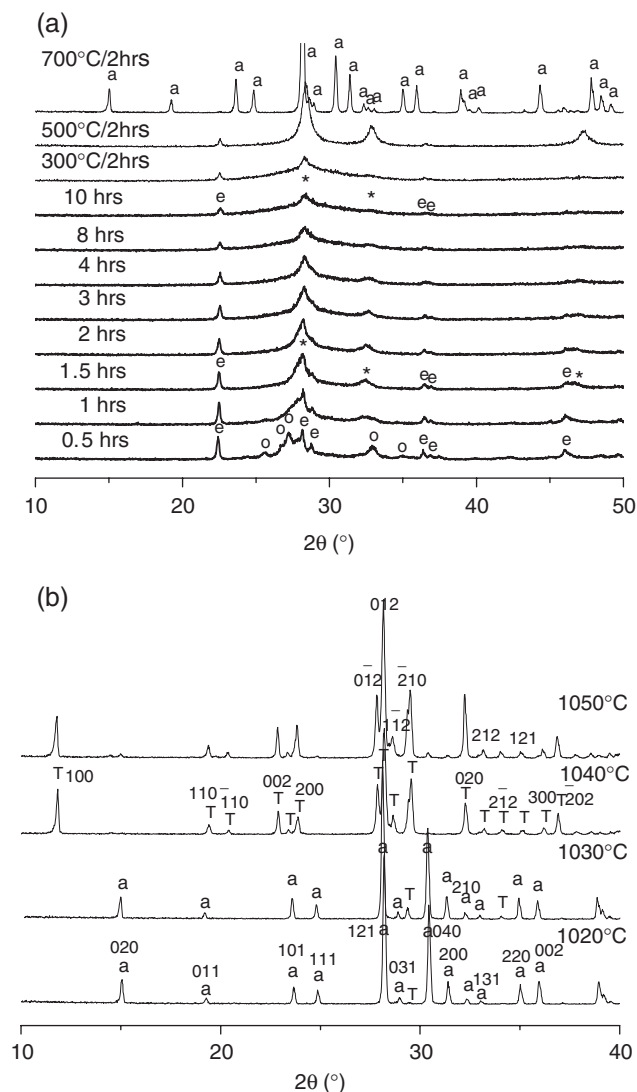 (a)
700°C/2hrs
a a a a a a a a a a a a a a a a a a a
500°C/2hrs
300°C/2hrs
10 hrs
e * * e e
8 hrs
4 hrs
3 hrs
2 hrs
1.5 hrs
e * * e e e *
1 hrs
0.5 hrs
e o o o e e o o e e e
10 20 30 40 50
2θ (°)
(b)
012
0̅12 2̅10
1̅12
212 121
1050°C
T 100
110 1̅10
T T
002
T T
200
T
T T T T
020
T
21̅2
T T T
300
T
2̅02
T
1040°C
a a a a a a T a a 210 a a T a a
1030°C
121 040
1020°C
020
a
011
a
101
a
111
a
a
031
a
T
a
200
a
a
131
a
220
a
002
a
10 20 30 40
2θ (°)